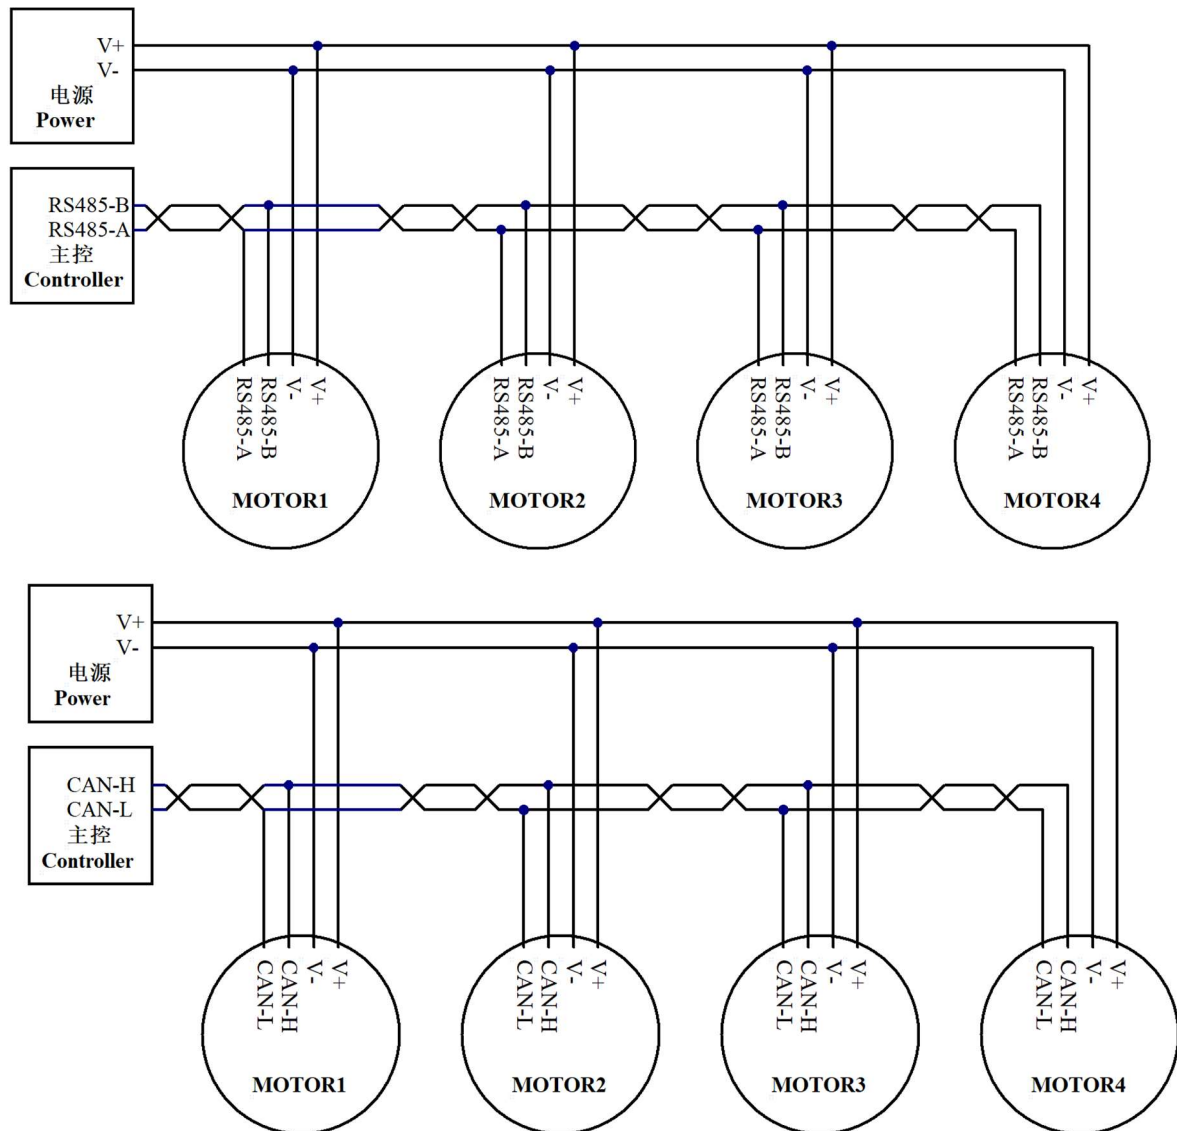 V+
V-
电源
Power
RS485-B
RS485-A
主控
Controller
RS485-A
RS485-B
V-
V+
MOTOR1
RS485-A
RS485-B
V-
V+
MOTOR2
RS485-A
RS485-B
V-
V+
MOTOR3
RS485-A
RS485-B
V-
V+
MOTOR4
V+
V-
电源
Power
CAN-H
CAN-L
主控
Controller
CAN-L
CAN-H
V-
V+
MOTOR1
CAN-L
CAN-H
V-
V+
MOTOR2
CAN-L
CAN-H
V-
V+
MOTOR3
CAN-L
CAN-H
V-
V+
MOTOR4